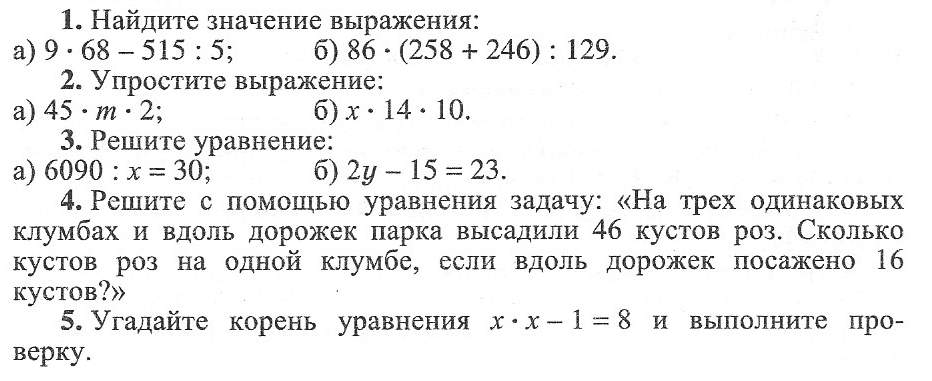 1. Найдите значение выражения:
а) 9 · 68 – 515 : 5; б) 86 · (258 + 246) : 129.
2. Упростите выражение:
а) 45 · m · 2; б) x · 14 · 10.
3. Решите уравнение:
а) 6090 : x = 30; б) 2y – 15 = 23.
4. Решите с помощью уравнения задачу: «На трех одинаковых
клумбах и вдоль дорожек парка высадили 46 кустов роз. Сколько
кустов роз на одной клумбе, если вдоль дорожек посажено 16
кустов?»
5. Угадайте корень уравнения x · x – 1 = 8 и выполните про-
верку.